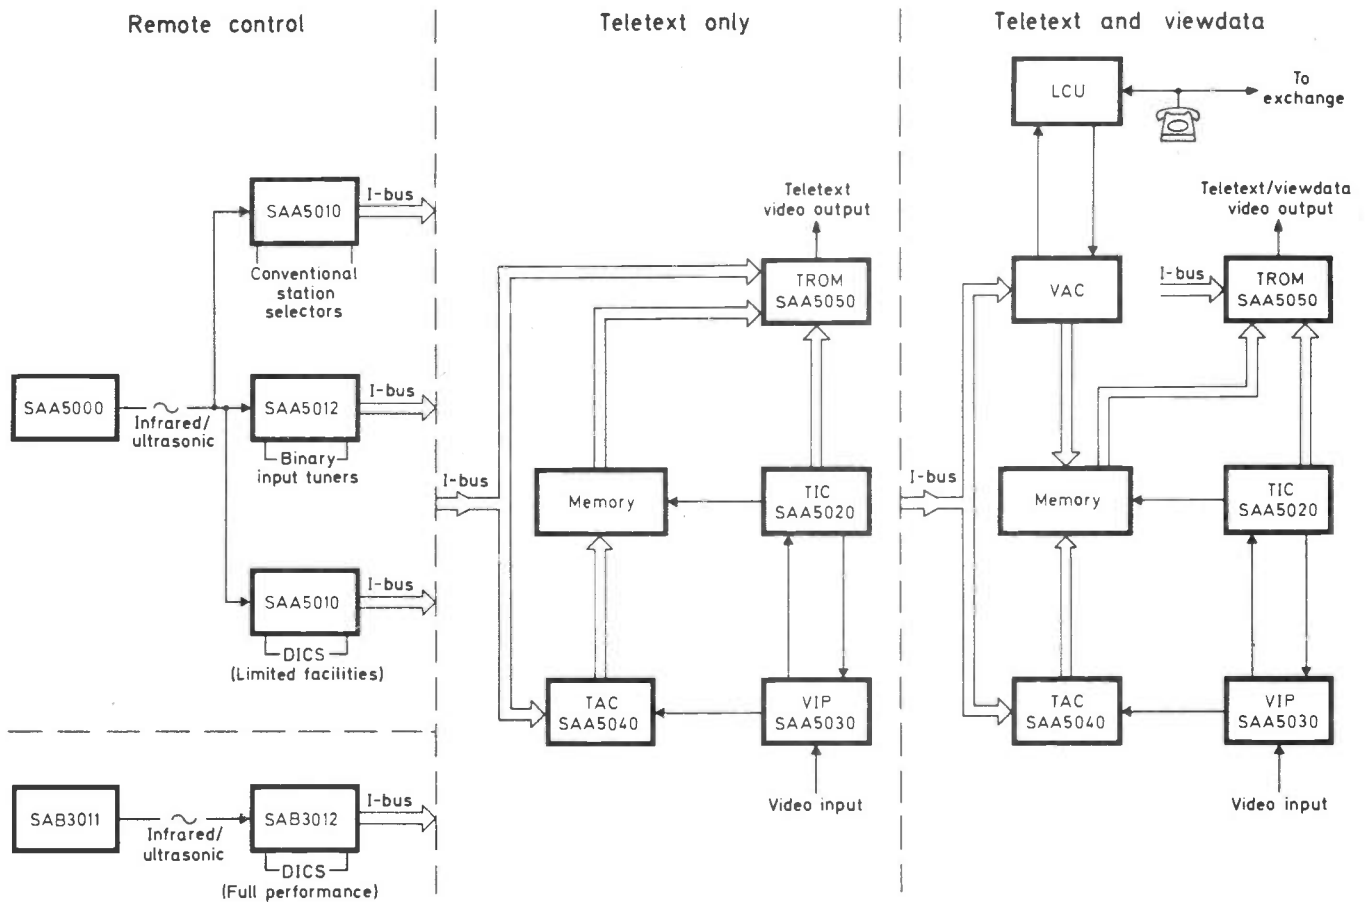 Remote control
SAA5010
I-bus
Conventional
station
selectors
SAA5000
Infrared/
ultrasonic
SAA5012
I-bus
Binary
input tuners
SAA5010
I-bus
DICS
(Limited facilities)
SAB3011
Infrared/
ultrasonic
SAB3012
I-bus
DICS
(Full performance)
Teletext only
Teletext
video output
TROM
SAA5050
I-bus
Memory
TIC
SAA5020
TAC
SAA5040
VIP
SAA5030
Video input
Teletext and viewdata
LCU
To
exchange
Teletext/viewdata
video output
VAC
I-bus
TROM
SAA5050
I-bus
Memory
TIC
SAA5020
TAC
SAA5040
VIP
SAA5030
Video input